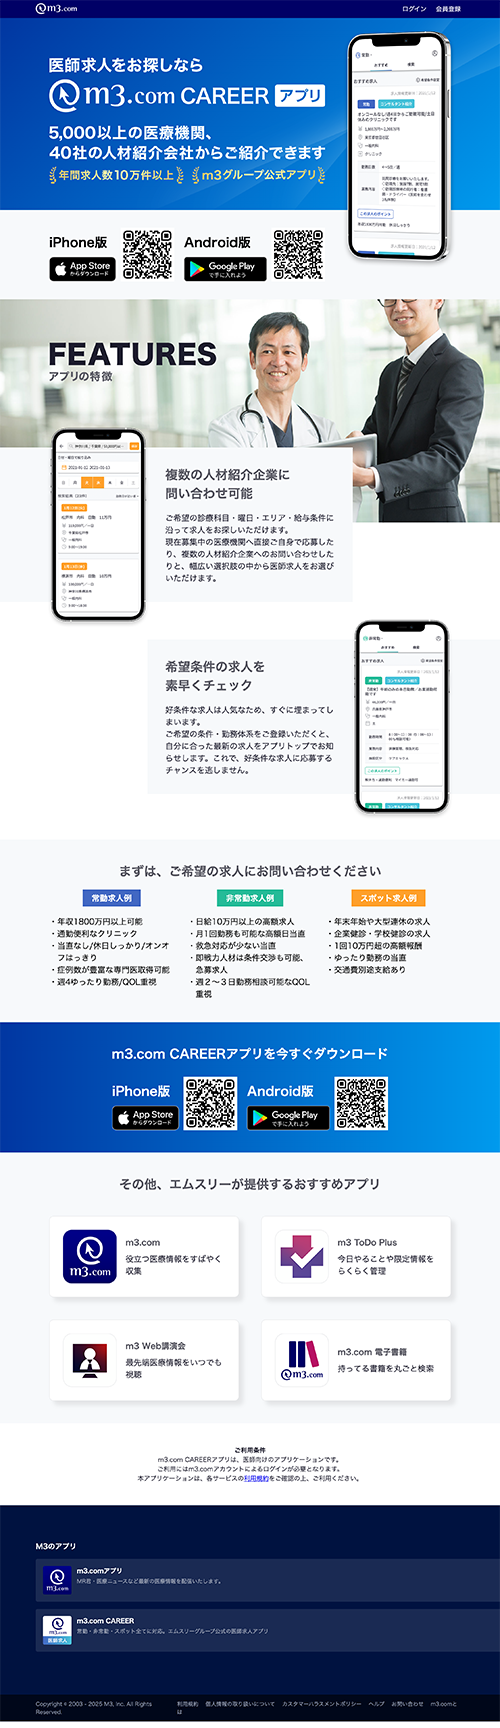 m3.com
ログイン 会員登録
医師求人をお探しなら
m3.com CAREER アプリ
5,000以上の医療機関、
40社の人材紹介会社からご紹介できます
年間求人数10万件以上 m3グループ公式アプリ
iPhone版
App Store
からダウンロード
Android版
Google Play
で手に入れよう
おすすめ
おすすめ求人
常勤 コンサルタント紹介
FEATURES
アプリの特徴
複数の人材紹介企業に
問い合わせ可能
ご希望の診療科目・曜日・エリア・給与条件に
沿って求人をお探しいただけます。
現在募集中の医療機関へ直接ご自身で応募した
り、複数の人材紹介企業へのお問い合わせした
りと、幅広い選択肢の中から医師求人をお選び
いただけます。
希望条件の求人を
素早くチェック
好条件な求人は人気なため、すぐに埋まってし
まいます。
ご希望の条件・勤務体系をご登録いただくと、
自分に合った最新の求人をアプリトップでお知
らせします。これで、好条件な求人に応募する
チャンスを逃しません。
まずは、ご希望の求人にお問い合わせください
常勤求人例
・年収1800万円以上可能
・通勤便利なクリニック
・当直なし/休日しっかり/オンオ
フはっきり
・症例数が豊富な専門医取得可能
・週4ゆったり勤務/QOL重視
非常勤求人例
・日給10万円以上の高額求人
・月1回勤務も可能な高額日当直
・救急対応が少ない当直
・即戦力人材は条件交渉も可能、
急募求人
・週２〜３日勤務相談可能なQOL
重視
スポット求人例
・年末年始や大型連休の求人
・企業健診・学校健診の求人
・1回10万円超の高額報酬
・ゆったり勤務の当直
・交通費別途支給あり
m3.com CAREERアプリを今すぐダウンロード
iPhone版
App Store
からダウンロード
Android版
Google Play
で手に入れよう
その他、エムスリーが提供するおすすめアプリ
m3.com
m3.com
役立つ医療情報をすばやく
収集
m3 ToDo Plus
今日やることや限定情報を
らくらく管理
m3 Web講演会
最先端医療情報をいつでも
視聴
m3.com
m3.com 電子書籍
持ってる書籍を丸ごと検索
ご利用条件
m3.com CAREERアプリは、医師向けのアプリケーションです。
ご利用にはm3.comアカウントによるログインが必要となります。
本アプリケーションは、各サービスの利用規約をご確認の上、ご利用ください。
M3のアプリ
m3.com
m3.comアプリ
MR君・医療ニュースなど最新の医療情報を配信いたします。
m3.com
医師求人
m3.com CAREER
常勤・非常勤・スポット全てに対応。エムスリーグループ公式の医師求人アプリ
Copyright © 2003 - 2025 M3, Inc. All Rights
Reserved.
利用規約 個人情報の取り扱いについて カスタマーハラスメントポリシー ヘルプ お問い合わせ m3.comと
は